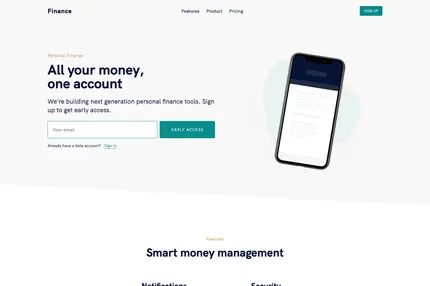 Finance
Features
Product
Pricing
SIGN UP
Personal Finance
All your money,
one account
We're building next generation personal finance tools. Sign
up to get early access.
Your email
EARLY ACCESS
Already have a beta account? Sign in
Features
Smart money management
Notifications
Security